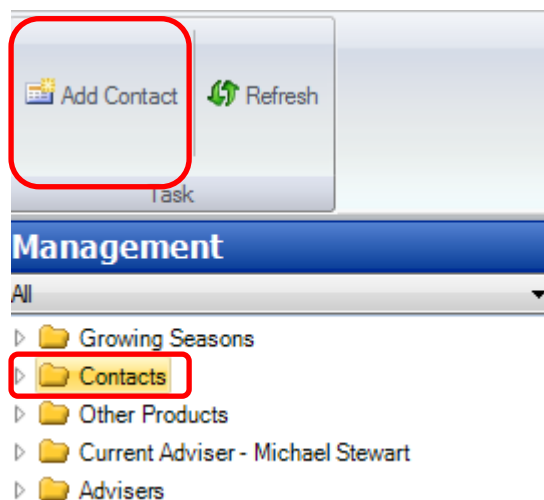 Add Contact Refresh
Task
Management
All
Growing Seasons
Contacts
Other Products
Current Adviser - Michael Stewart
Advisers